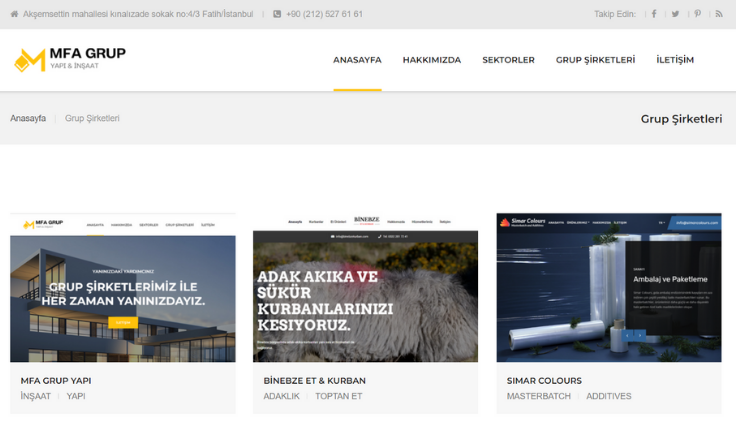 Akşemsettin mahallesi kınalızade sokak no:4/3 Fatih/İstanbul | +90 (212) 527 61 61 Takip Edin:
MFA GRUP
YAPI & İNŞAAT
ANASAYFA HAKKIMIZDA SEKTORLER GRUP ŞİRKETLERİ İLETİŞİM
Anasayfa | Grup Şirketleri Grup Şirketleri
MFA GRUP
ANASAYFA HAKKIMIZDA SEKTORLER GRUP ŞİRKETLERİ İLETİŞİM
YANINIZDAKI YARDIMCINIZ
GRUP ŞİRKETLERİMİZ İLE
HER ZAMAN YANINIZDAYIZ.
BİNEBZE
ADAK AKIKA VE
SÜKÜR
KURBANLARINIZI
KESIYORUZ.
Simar Colours
Ambalaj ve Paketleme
MFA GRUP YAPI
İNŞAAT | YAPI
BİNEBZE ET & KURBAN
ADAKLIK | TOPTAN ET
SIMAR COLOURS
MASTERBATCH | ADDITIVES